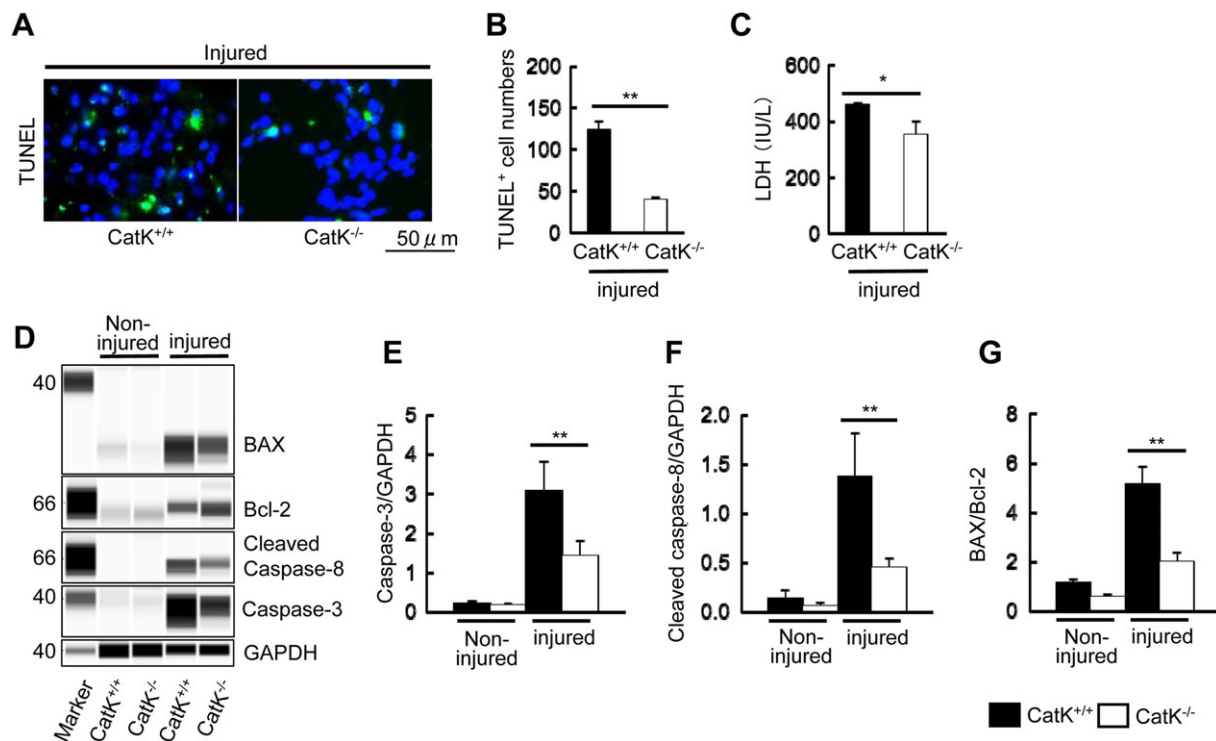 A
Injured
TUNEL
CatK+/+
CatK-/-
50 μm
B
TUNEL+ cell numbers
200
150
100
50
0
**
CatK+/+ CatK-/-
injured
C
LDH (IU/L)
600
400
200
0
*
CatK+/+ CatK-/-
injured
D
Non-
injured injured
40
BAX
66
Bcl-2
66
Cleaved
Caspase-8
40
Caspase-3
40
GAPDH
Marker
CatK+/+
CatK-/-
CatK+/+
CatK-/-
E
Caspase-3/GAPDH
5
4
3
2
1
0
**
Non-
injured
injured
F
Cleaved caspase-8/GAPDH
2.0
1.5
1.0
0.5
0.0
**
Non-
injured
injured
G
BAX/Bcl-2
8
6
4
2
0
**
Non-
injured
injured
CatK+/+ CatK-/-